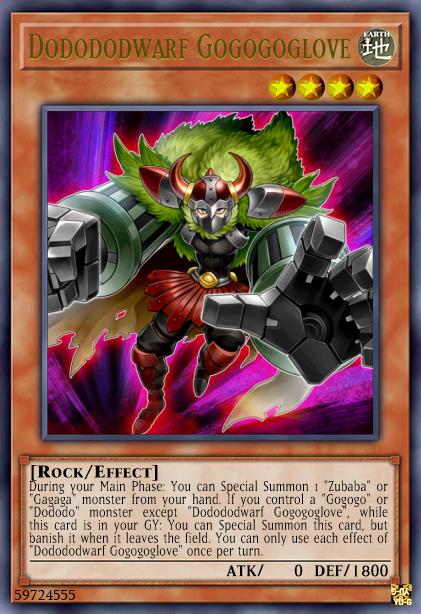 Dodododwarf Gogogoglove
EARTH
地
[Rock/Effect]
During your Main Phase: You can Special Summon 1 "Zubaba" or
"Gagaga" monster from your hand. If you control a "Gogogo" or
"Dododo" monster except "Dodododwarf Gogogoglove", while
this card is in your GY: You can Special Summon this card, but
banish it when it leaves the field. You can only use each effect of
"Dodododwarf Gogogoglove" once per turn.
ATK/ 0 DEF/1800
59724555